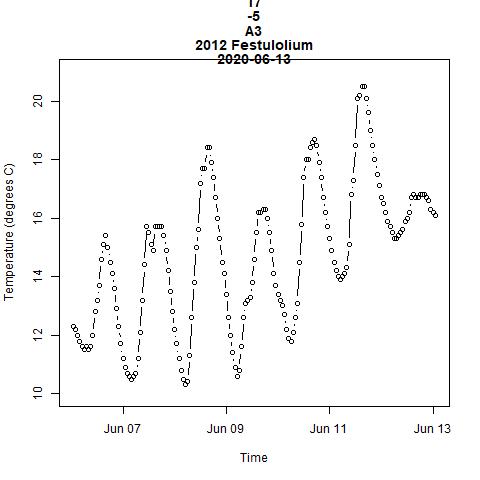 17
-5
A3
2012 Festulolium
2020-06-13
Temperature (degrees C)
20
18
16
14
12
10
Jun 07
Jun 09
Jun 11
Jun 13
Time